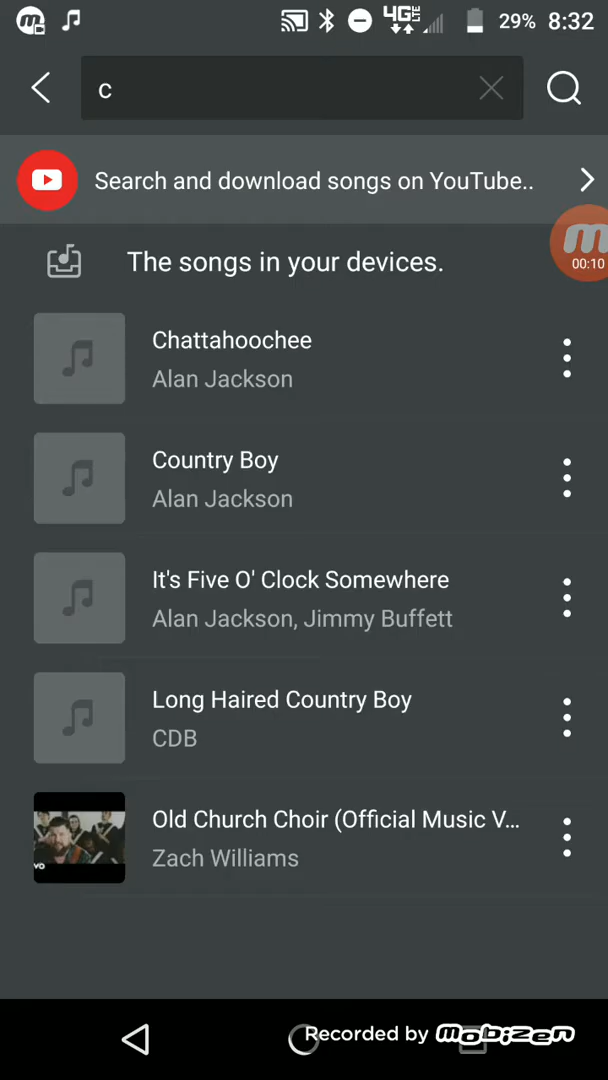 4G LTE 29% 8:32
c
Search and download songs on YouTube..
The songs in your devices.
00:10
Chattahoochee
Alan Jackson
Country Boy
Alan Jackson
It's Five O' Clock Somewhere
Alan Jackson, Jimmy Buffett
Long Haired Country Boy
CDB
Old Church Choir (Official Music V...
Zach Williams
Recorded by mobizen